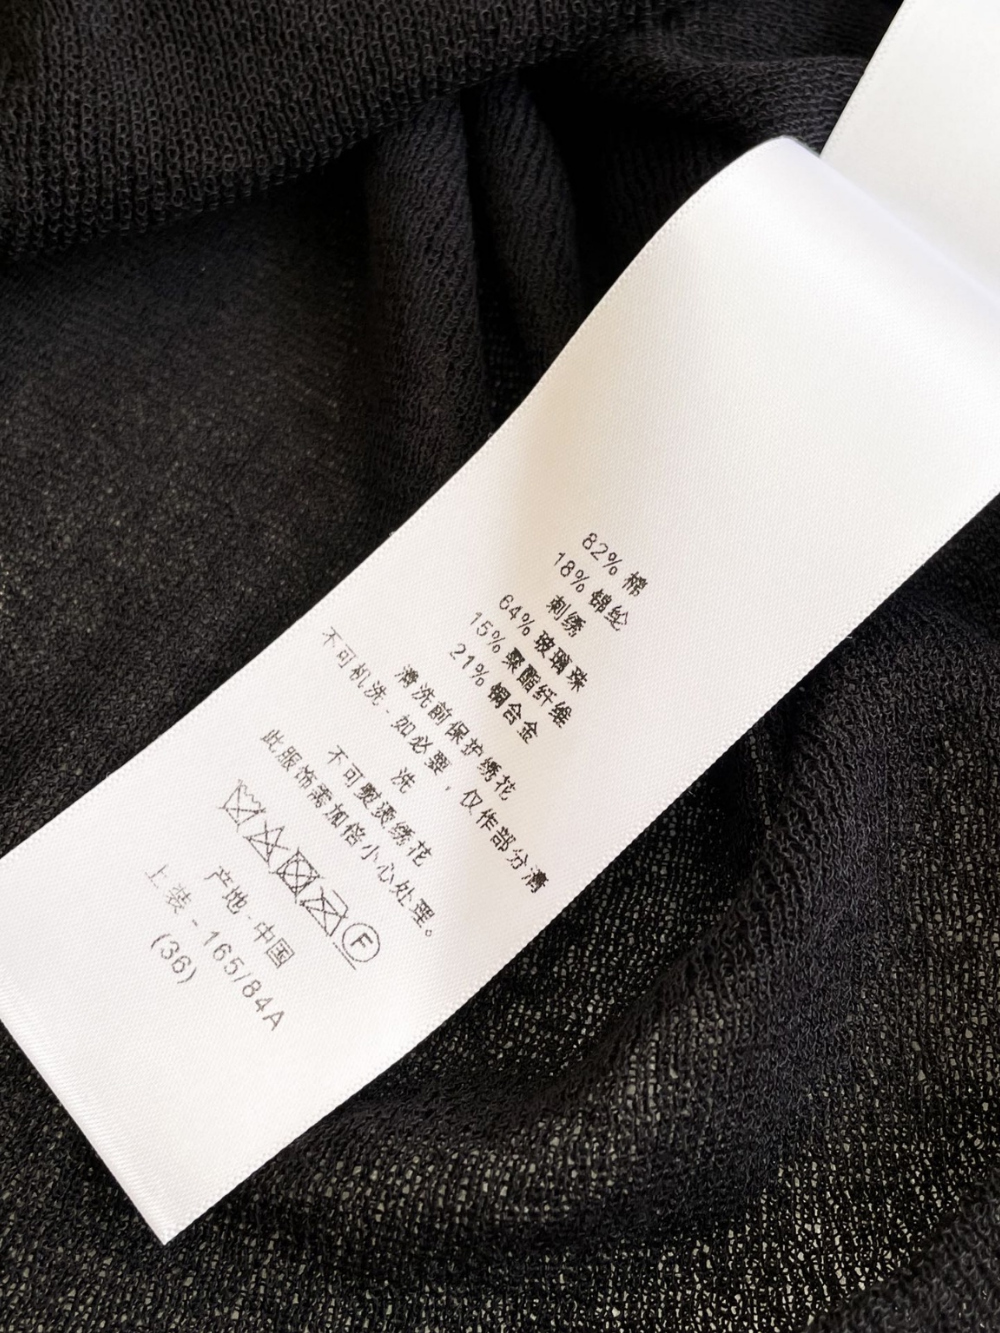 82% 棉
18% 锦纶
刺绣
64% 玻璃珠
15% 聚酯纤维
21% 铜合金
清洗前保护绣花
不可机洗. 如必要, 仅作部分清
洗
不可熨烫绣花
此服饰需加倍小心处理。
F
产地-中国
上装 - 165/84A
(36)